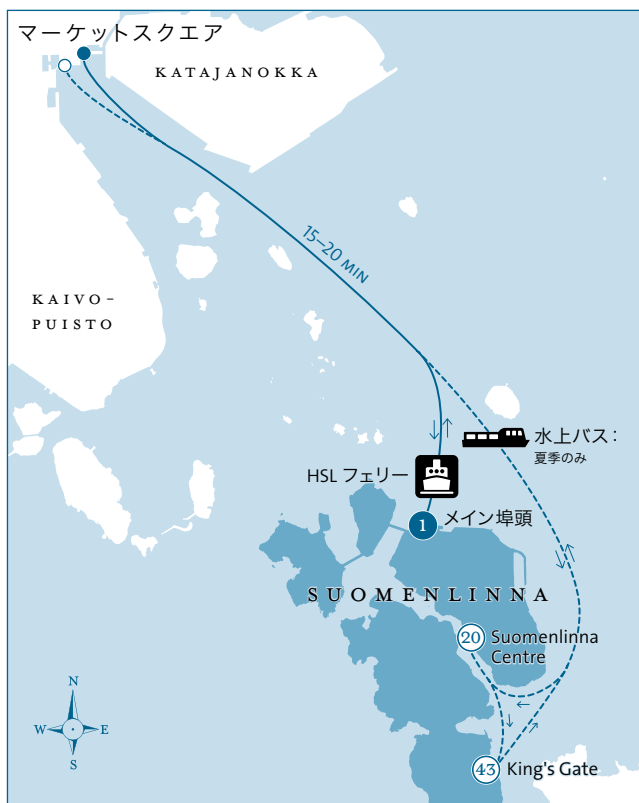 マーケットスクエア
KATAJANOKKA
15–20 MIN
KAIVO–
PUISTO
水上バス：
夏季のみ
HSL フェリー
1 メイン埠頭
SUOMENLINNA
20 Suomenlinna
Centre
N
W E
S
43 King's Gate